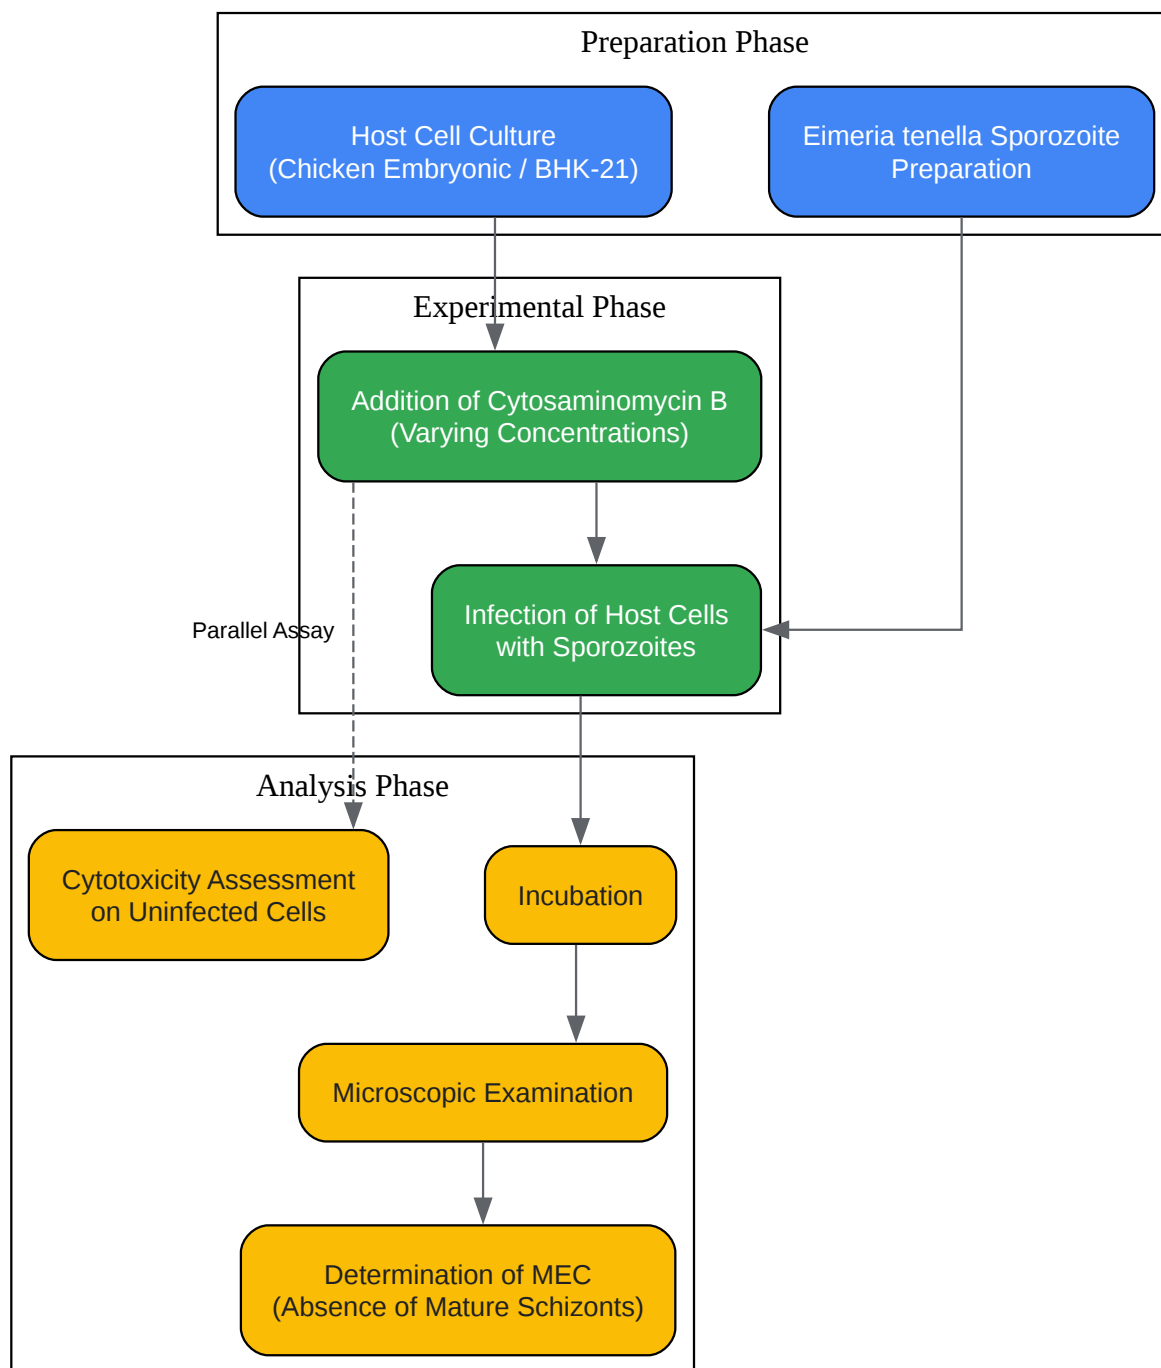 Preparation Phase
Host Cell Culture
(Chicken Embryonic / BHK-21)
Eimeria tenella Sporozoite
Preparation
Experimental Phase
Addition of Cytosaminomycin B
(Varying Concentrations)
Infection of Host Cells
with Sporozoites
Parallel Assay
Analysis Phase
Cytotoxicity Assessment
on Uninfected Cells
Incubation
Microscopic Examination
Determination of MEC
(Absence of Mature Schizonts)